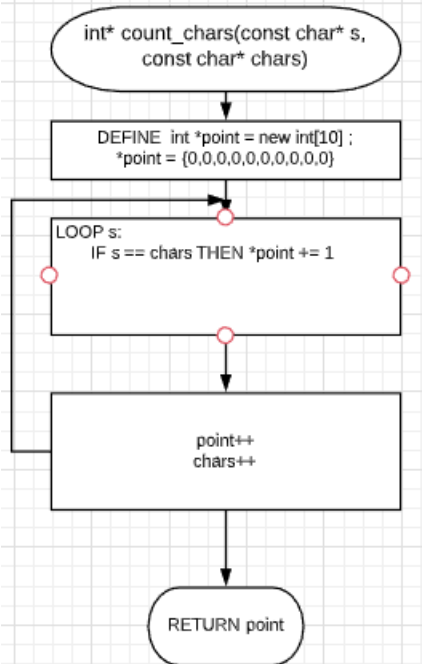 int* count_chars(const char* s,
const char* chars)
DEFINE int *point = new int[10] ;
*point = {0,0,0,0,0,0,0,0,0,0}
LOOP s:
IF s == chars THEN *point += 1
point++
chars++
RETURN point